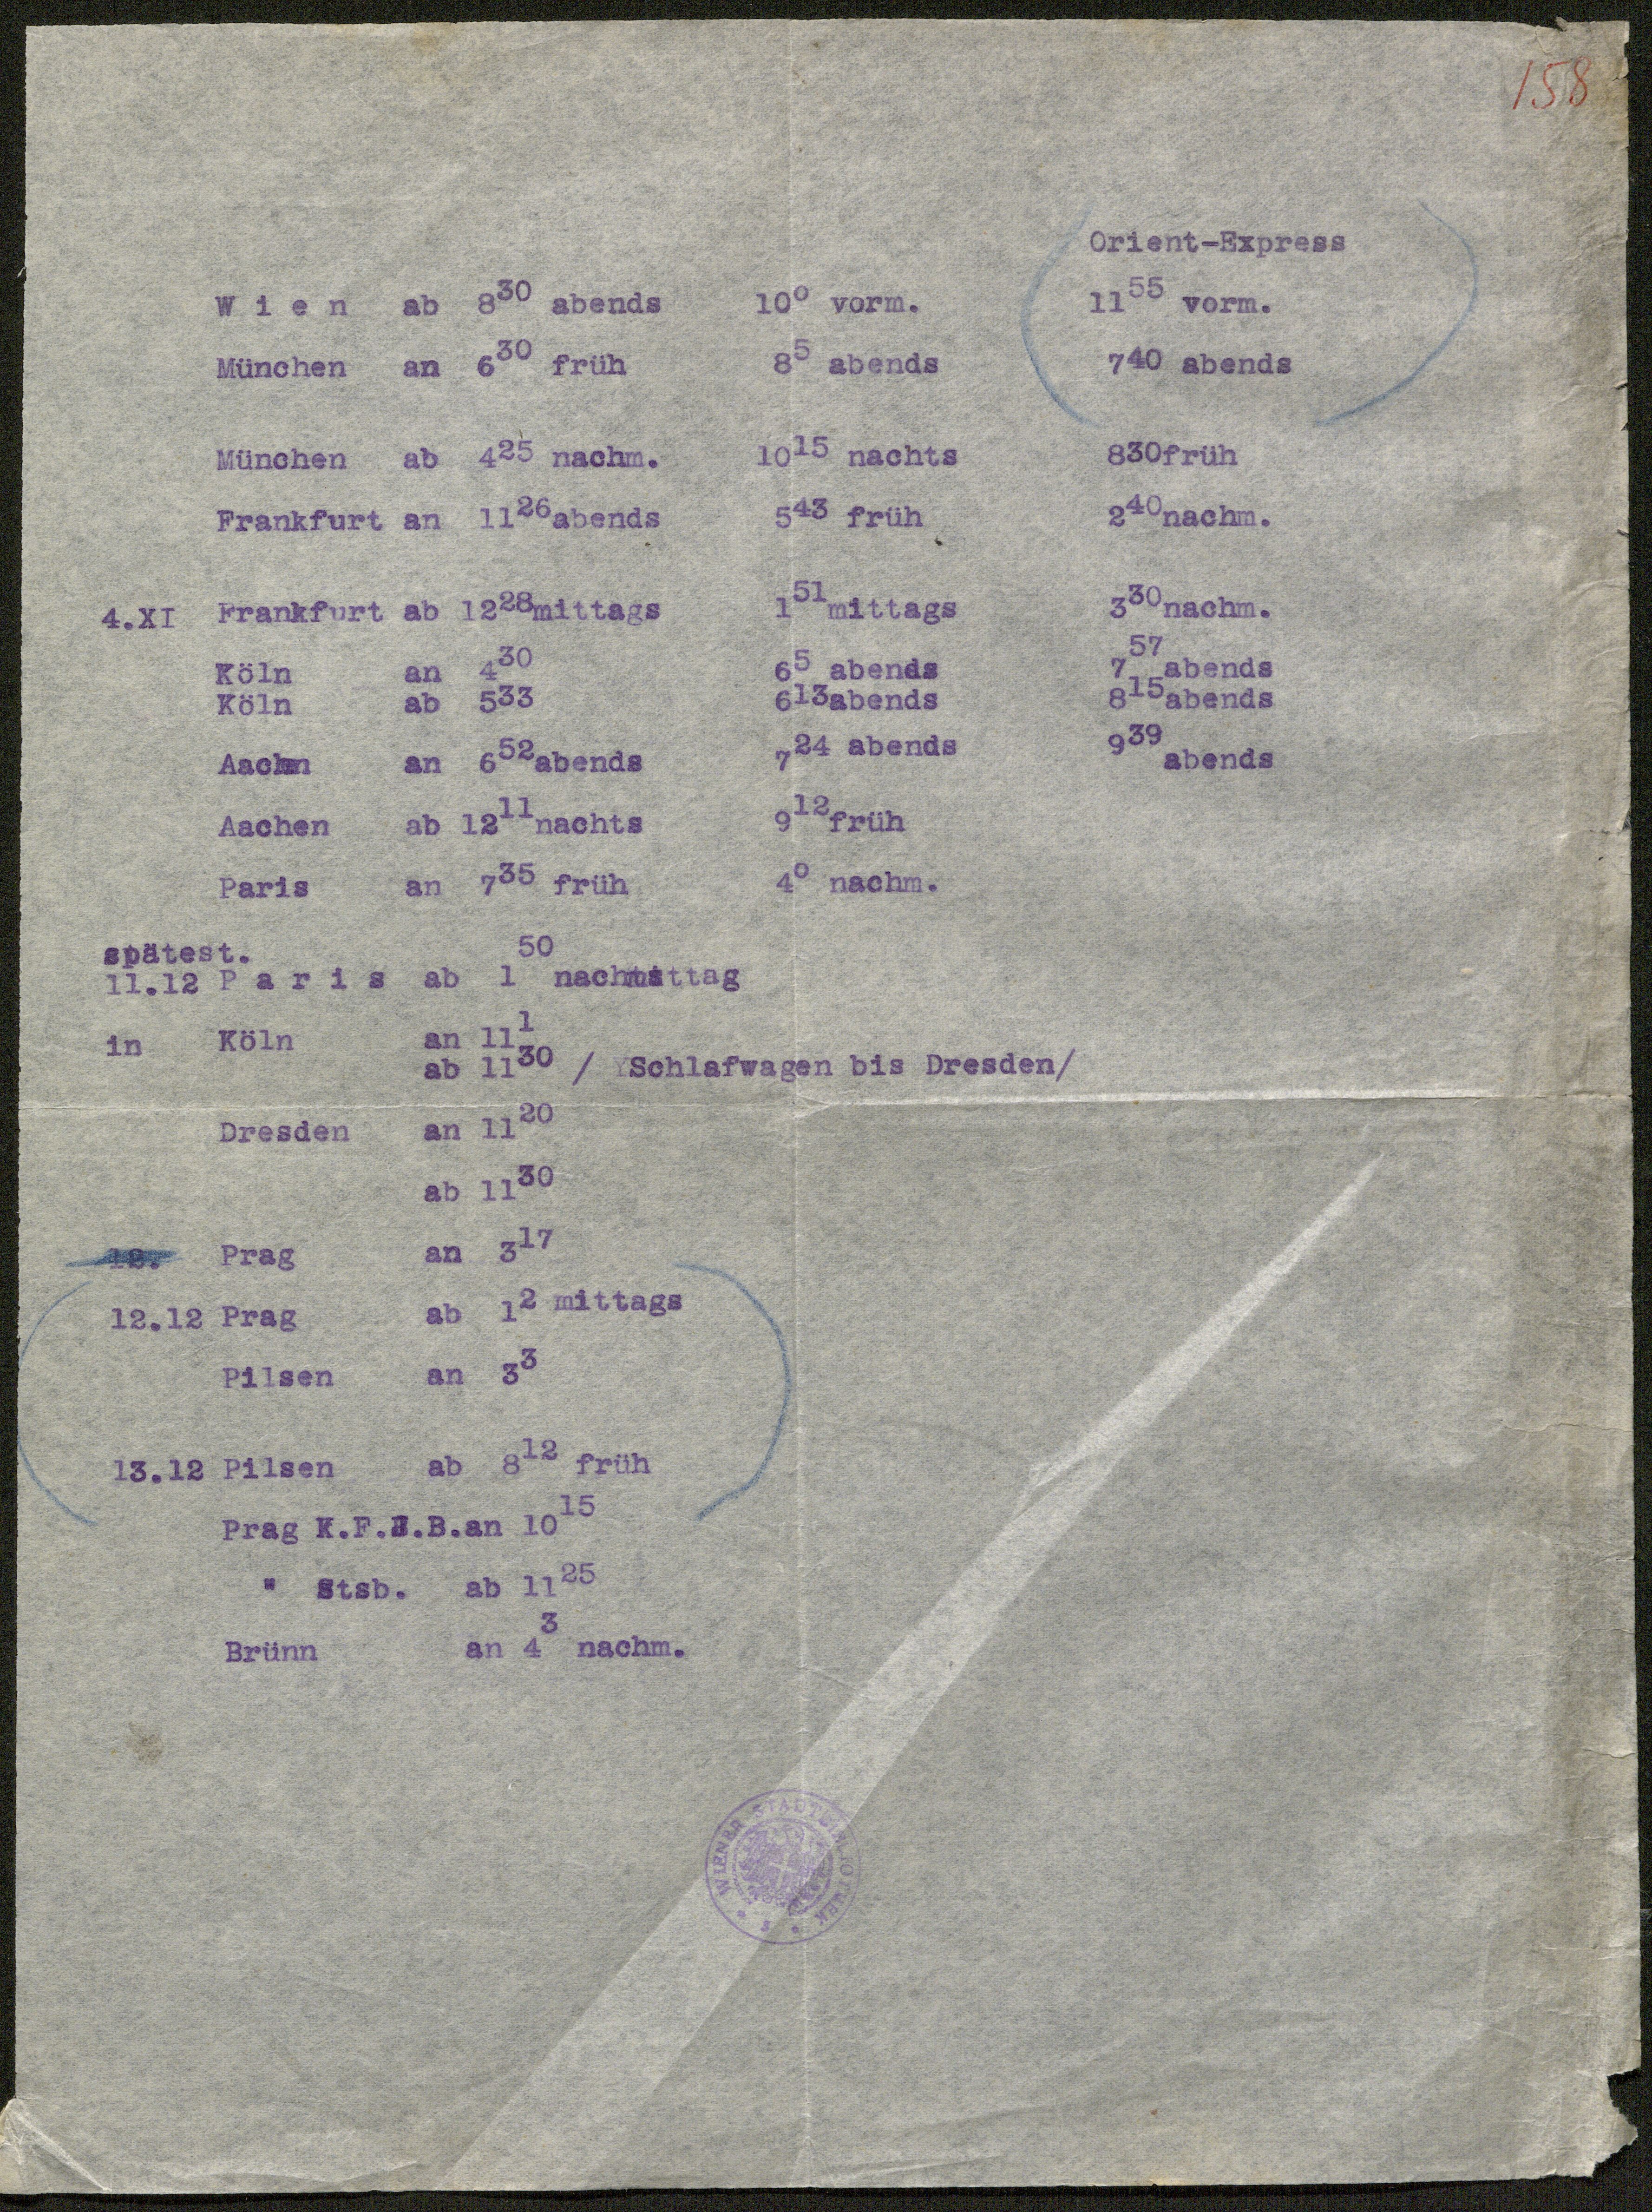 158
Orient-Express
W i e n ab 8³⁰ abends 10⁰ vorm. 11⁵⁵ vorm.
München an 6³⁰ früh 8⁵ abends 7⁴⁰ abends
München ab 4²⁵ nachm. 10¹⁵ nachts 8³⁰früh
Frankfurt an 11²⁶abends 5⁴³ früh 2⁴⁰nachm.
4.XI Frankfurt ab 12²⁸mittags 1⁵¹mittags 3³⁰nachm.
Köln an 4³⁰ 6⁵ abends 7⁵⁷abends
Köln ab 5³³ 6¹³abends 8¹⁵abends
Aachen an 6⁵²abends 7²⁴ abends 9³⁹ abends
Aachen ab 12¹¹nachts 9¹²früh
Paris an 7³⁵ früh 4⁰ nachm.
spätest.
11.12 P a r i s ab 1⁵⁰ nachmittag
in Köln an 11¹
ab 11³⁰ / Schlafwagen bis Dresden/
Dresden an 11²⁰
ab 11³⁰
12. Prag an 3¹⁷
12.12 Prag ab 1² mittags
Pilsen an 3³
13.12 Pilsen ab 8¹² früh
Prag K.F.J.B.an 10¹⁵
" Stsb. ab 11²⁵
Brünn an 4³ nachm.
WIENER STADTBIBLIOTHEK